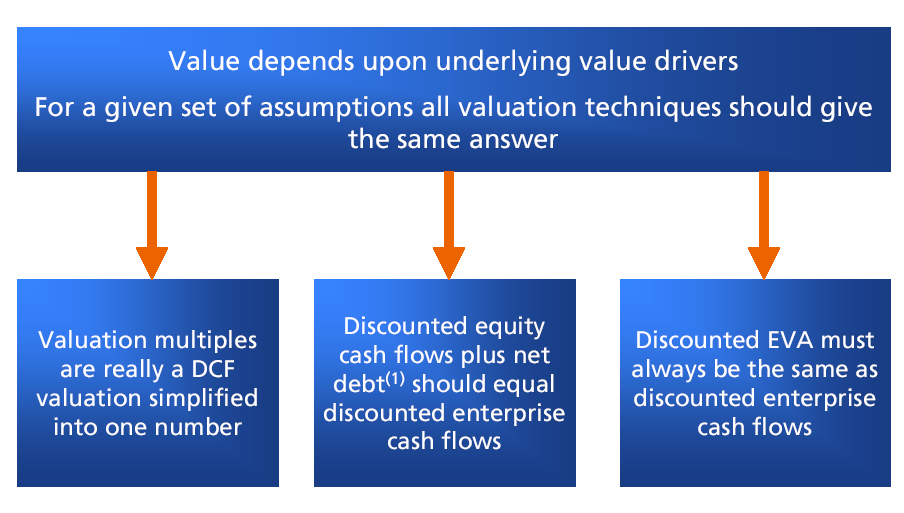 Value depends upon underlying value drivers
For a given set of assumptions all valuation techniques should give
the same answer
Valuation multiples
are really a DCF
valuation simplified
into one number
Discounted equity
cash flows plus net
debt(1) should equal
discounted enterprise
cash flows
Discounted EVA must
always be the same as
discounted enterprise
cash flows